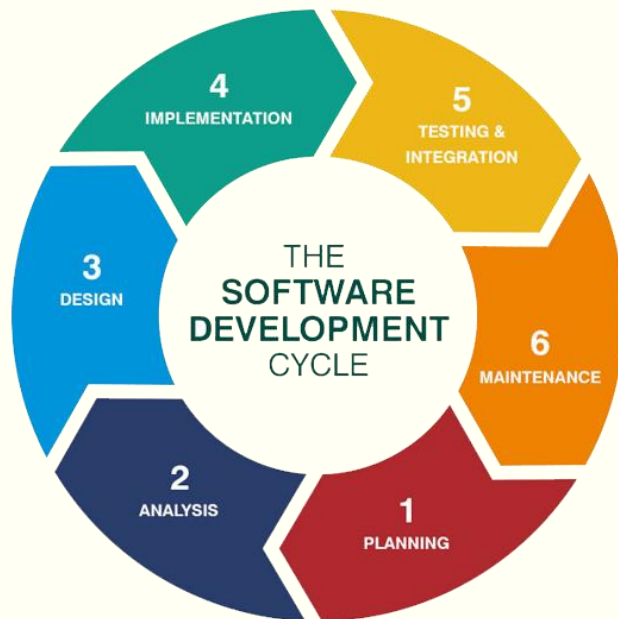 THE
SOFTWARE
DEVELOPMENT
CYCLE
1
PLANNING
2
ANALYSIS
3
DESIGN
4
IMPLEMENTATION
5
TESTING &
INTEGRATION
6
MAINTENANCE